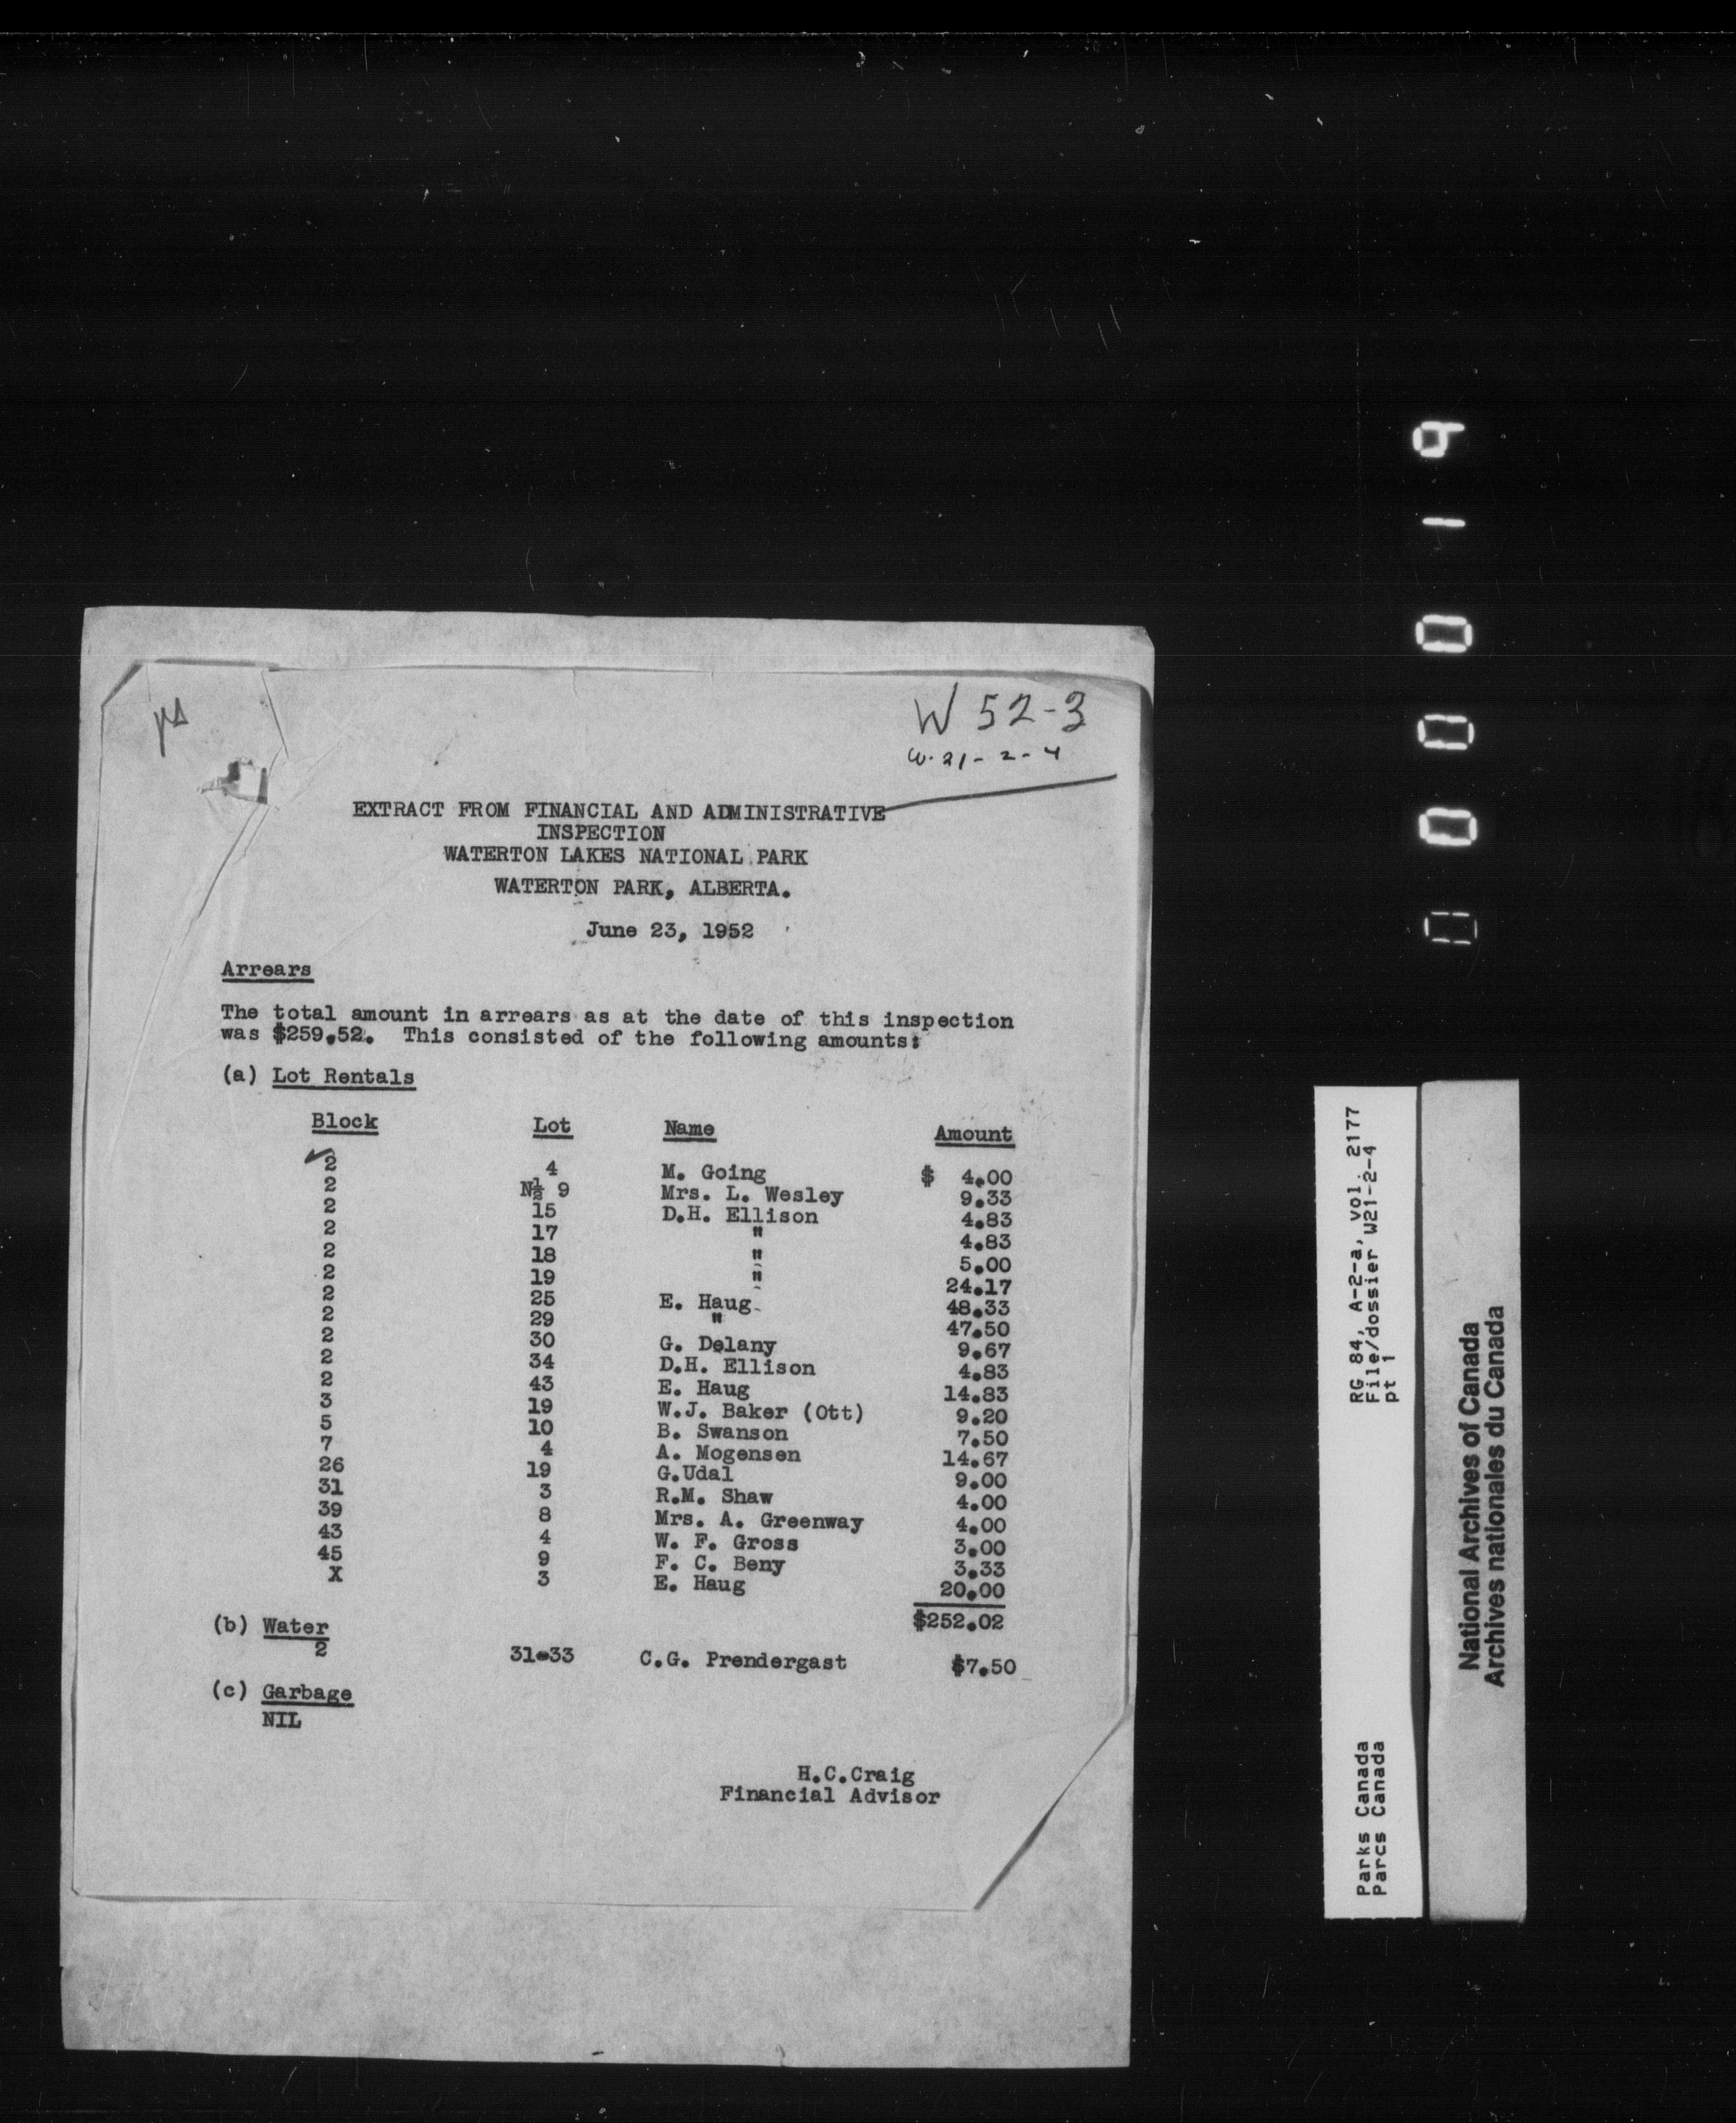 W 52-3
W. 21-2-4
EXTRACT FROM FINANCIAL AND ADMINISTRATIVE
INSPECTION
WATERTON LAKES NATIONAL PARK
WATERTON PARK, ALBERTA.
June 23, 1952
Arrears
The total amount in arrears as at the date of this inspection
was $259.52. This consisted of the following amounts:
(a) Lot Rentals
Block Lot Name Amount
2 4 M. Going $ 4.00
2 N½ 9 Mrs. L. Wesley 9.33
2 15 D.H. Ellison 4.83
2 17 " 4.83
2 18 " 5.00
2 19 " 24.17
2 25 E. Haug 48.33
2 29 " 47.50
2 30 G. Delany 9.67
2 34 D.H. Ellison 4.83
2 43 E. Haug 14.83
3 19 W.J. Baker (Ott) 9.20
5 10 B. Swanson 7.50
7 4 A. Mogensen 14.67
26 19 G.Udal 9.00
31 3 R.M. Shaw 4.00
39 8 Mrs. A. Greenway 4.00
43 4 W. F. Gross 3.00
45 9 F. C. Beny 3.33
X 3 E. Haug 20.00
$252.02
(b) Water
2 31-33 C.G. Prendergast $7.50
(c) Garbage
NIL
H.C.Craig
Financial Advisor
000019
RG 84, A-2-a, vol. 2177
File/dossier W21-2-4
pt 1
Parks Canada
Parcs Canada
National Archives of Canada
Archives nationales du Canada